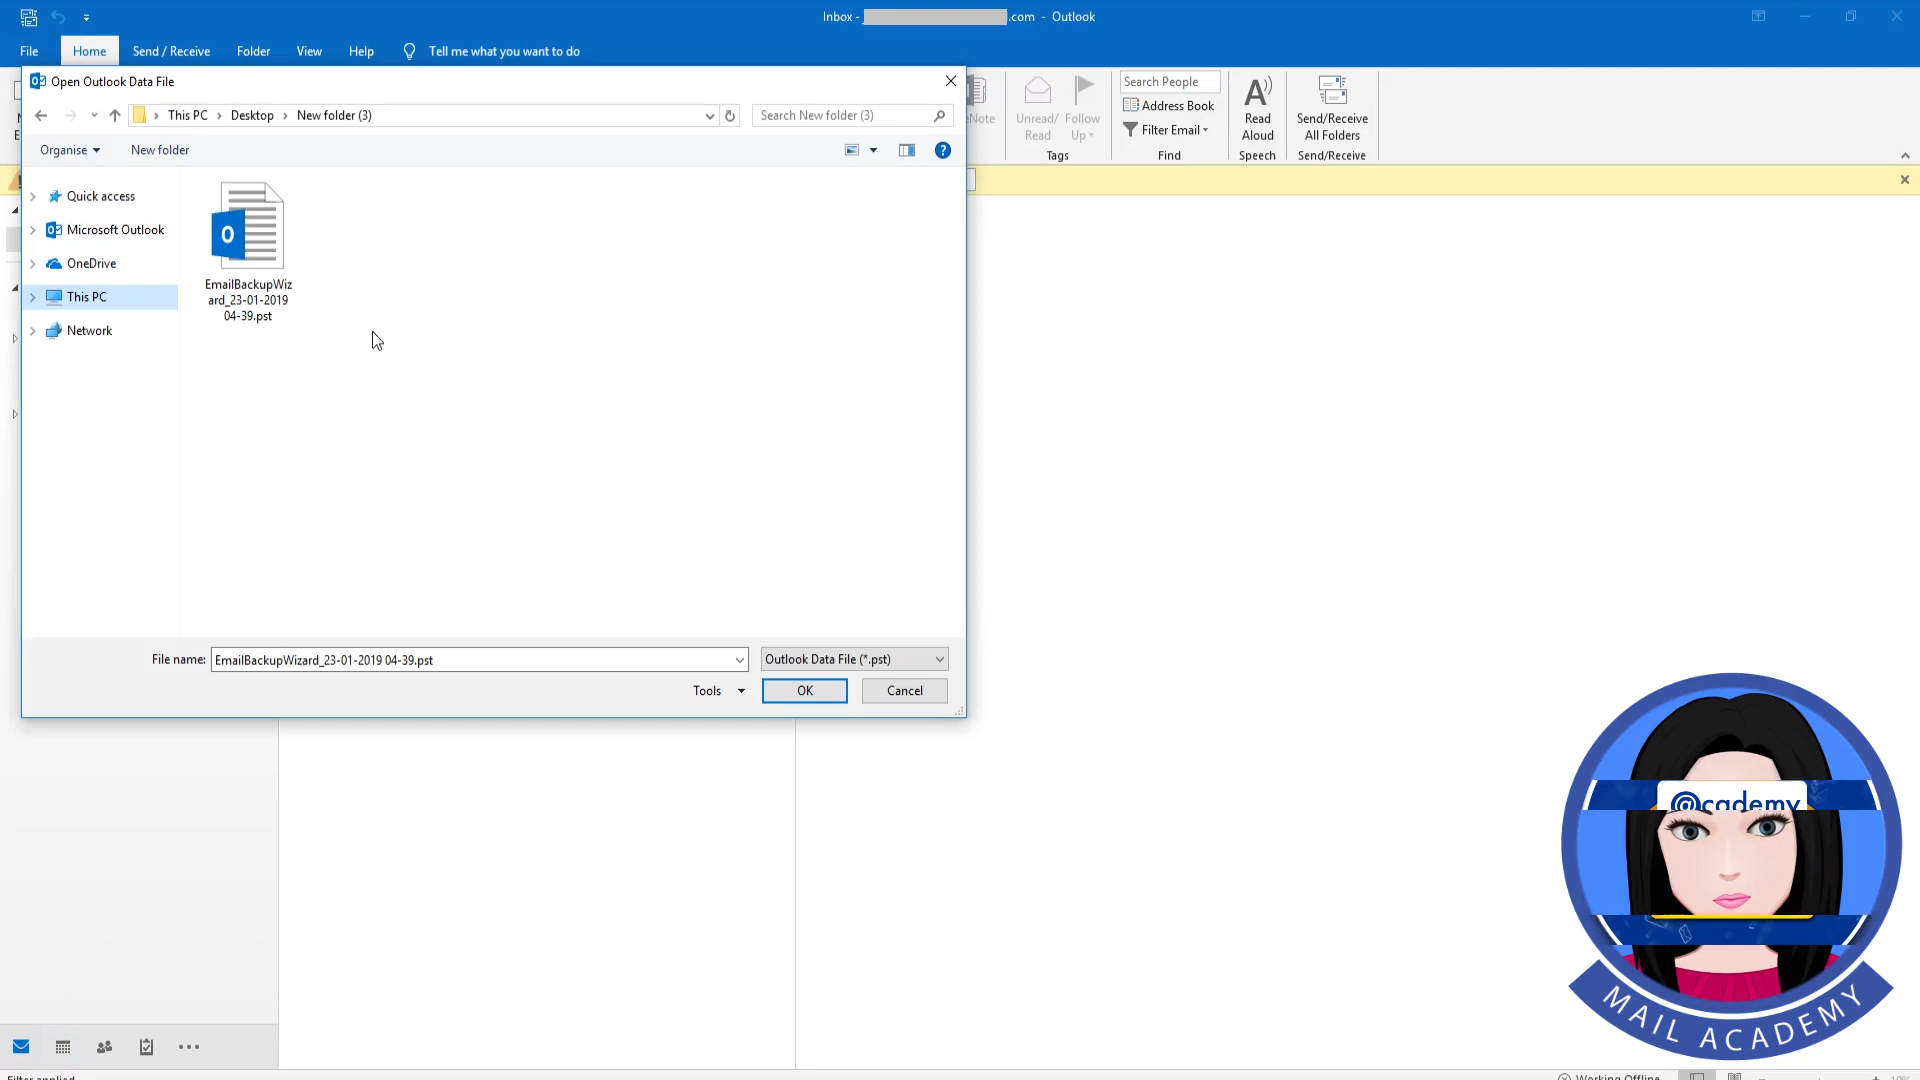 Inbox - .com - Outlook
File Home Send / Receive Folder View Help Tell me what you want to do
Open Outlook Data File
This PC › Desktop › New folder (3)
Search New folder (3)
Organise New folder
Quick access
Microsoft Outlook
OneDrive
This PC
Network
EmailBackupWiz
ard_23-01-2019
04-39.pst
File name: EmailBackupWizard_23-01-2019 04-39.pst
Outlook Data File (*.pst)
Tools OK Cancel
Unread/
Read
Follow
Up
Tags
Search People
Address Book
Filter Email
Find
Read
Aloud
Speech
Send/Receive
All Folders
Send/Receive
@cademy
MAIL ACADEMY
Filter applied
Working Offline